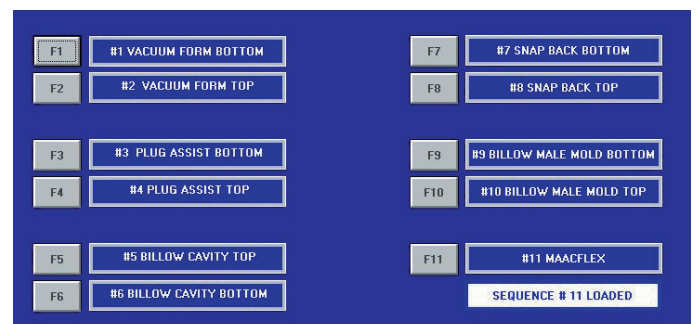 F1 #1 VACUUM FORM BOTTOM
F2 #2 VACUUM FORM TOP
F3 #3 PLUG ASSIST BOTTOM
F4 #4 PLUG ASSIST TOP
F5 #5 BILLOW CAVITY TOP
F6 #6 BILLOW CAVITY BOTTOM
F7 #7 SNAP BACK BOTTOM
F8 #8 SNAP BACK TOP
F9 #9 BILLOW MALE MOLD BOTTOM
F10 #10 BILLOW MALE MOLD TOP
F11 #11 MAACFLEX
SEQUENCE # 11 LOADED